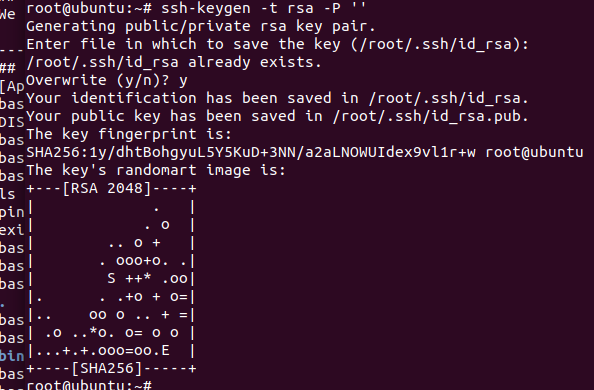 root@ubuntu:~# ssh-keygen -t rsa -P ''
We Generating public/private rsa key pair.
Enter file in which to save the key (/root/.ssh/id_rsa):
---- /root/.ssh/id_rsa already exists.
## Overwrite (y/n)? y
[Ap Your identification has been saved in /root/.ssh/id_rsa.
bas Your public key has been saved in /root/.ssh/id_rsa.pub.
DIS The key fingerprint is:
bas SHA256:1y/dhtBohgyuL5Y5KuD+3NN/a2aLNOWUIdex9vl1r+w root@ubuntu
bas The key's randomart image is:
ls +---[RSA 2048]----+
pin |             .   |
exi |            . o  |
bas |        .. o +   |
bas |       . ooo+o. .|
bas |        S ++* .oo|
. |.      . .+o + o=|
bas |..    oo o .. + =|
bas | .o ..*o. o= o o |
bin |...+.+.ooo=oo.E  |
bas +----[SHA256]-----+
root@ubuntu:~#